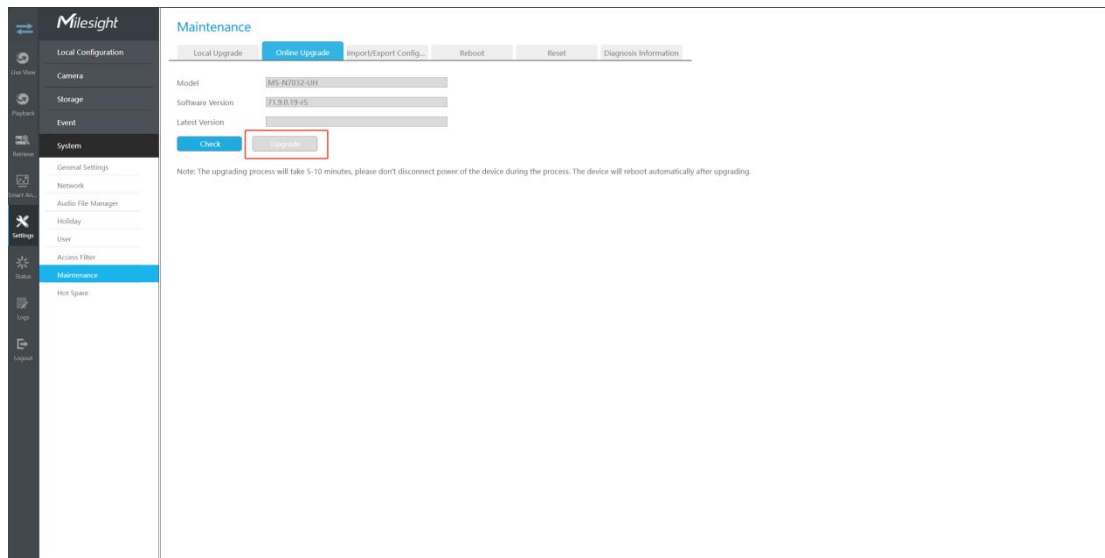 Milesight
Live View
Playback
Retrieve
Smart An...
Settings
Status
Logs
Logout
Local Configuration
Camera
Storage
Event
System
General Settings
Network
Audio File Manager
Holiday
User
Access Filter
Maintenance
Hot Spare
Maintenance
Local Upgrade Online Upgrade Import/Export Config... Reboot Reset Diagnosis Information
Model MS-N7032-UH
Software Version 71.9.0.19-r5
Latest Version
Check Upgrade
Note: The upgrading process will take 5-10 minutes, please don't disconnect power of the device during the process. The device will reboot automatically after upgrading.